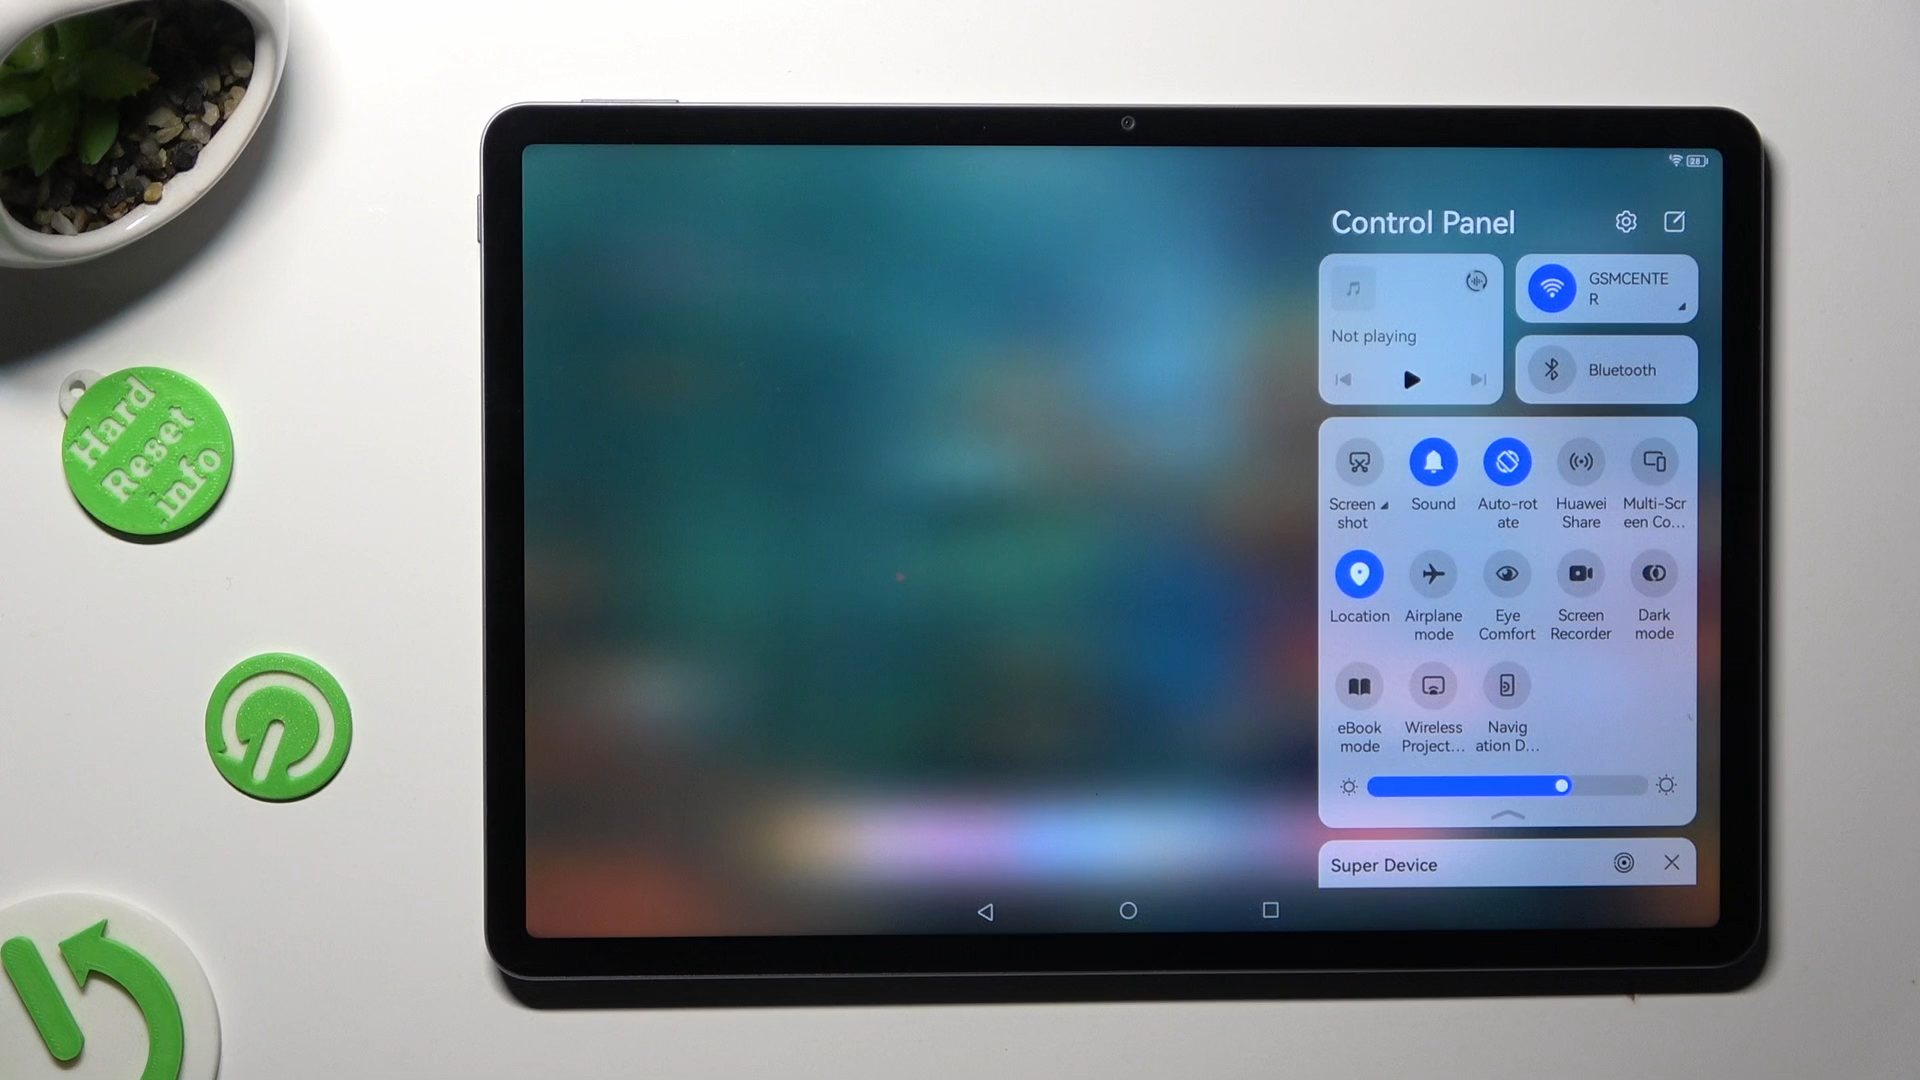 28
Control Panel
Not playing
GSMCENTE
R
Bluetooth
Screen
shot
Sound
Auto-rot
ate
Huawei
Share
Multi-Scr
een Co...
Location
Airplane
mode
Eye
Comfort
Screen
Recorder
Dark
mode
eBook
mode
Wireless
Project...
Navig
ation D...
Super Device
Hard
Reset
.info